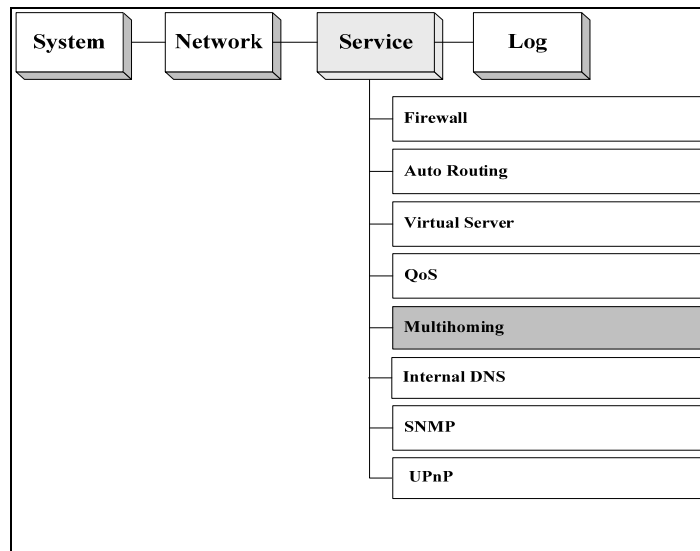 System Network Service Log
Firewall
Auto Routing
Virtual Server
QoS
Multihoming
Internal DNS
SNMP
UPnP